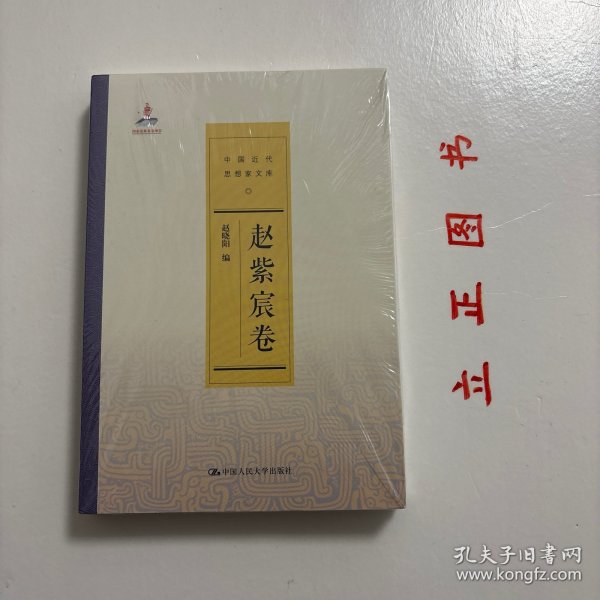 中国近代
思想家文库
赵紫宸卷
赵晓阳 编
中国人民大学出版社
立正图书
孔夫子旧书网
www.kongfz.com